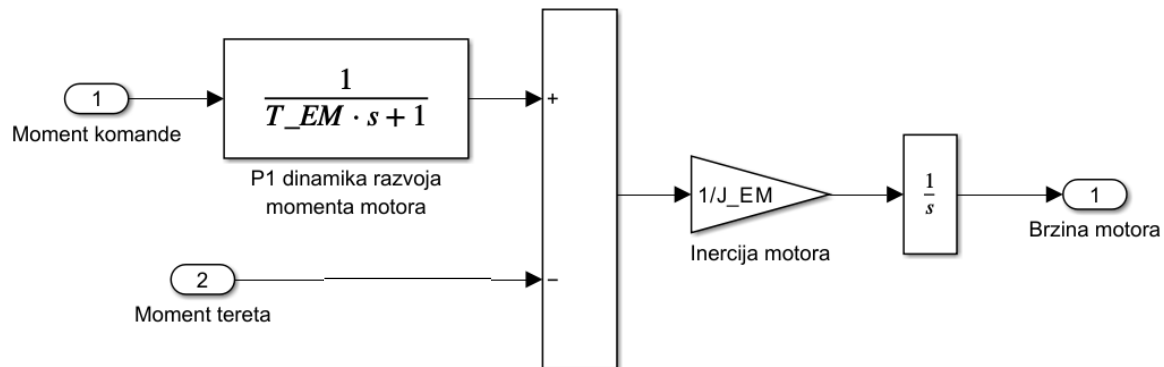 1
Moment komande
1
T_EM · s + 1
P1 dinamika razvoja
momenta motora
+
2
Moment tereta
−
1/J_EM
Inercija motora
1
s
1
Brzina motora